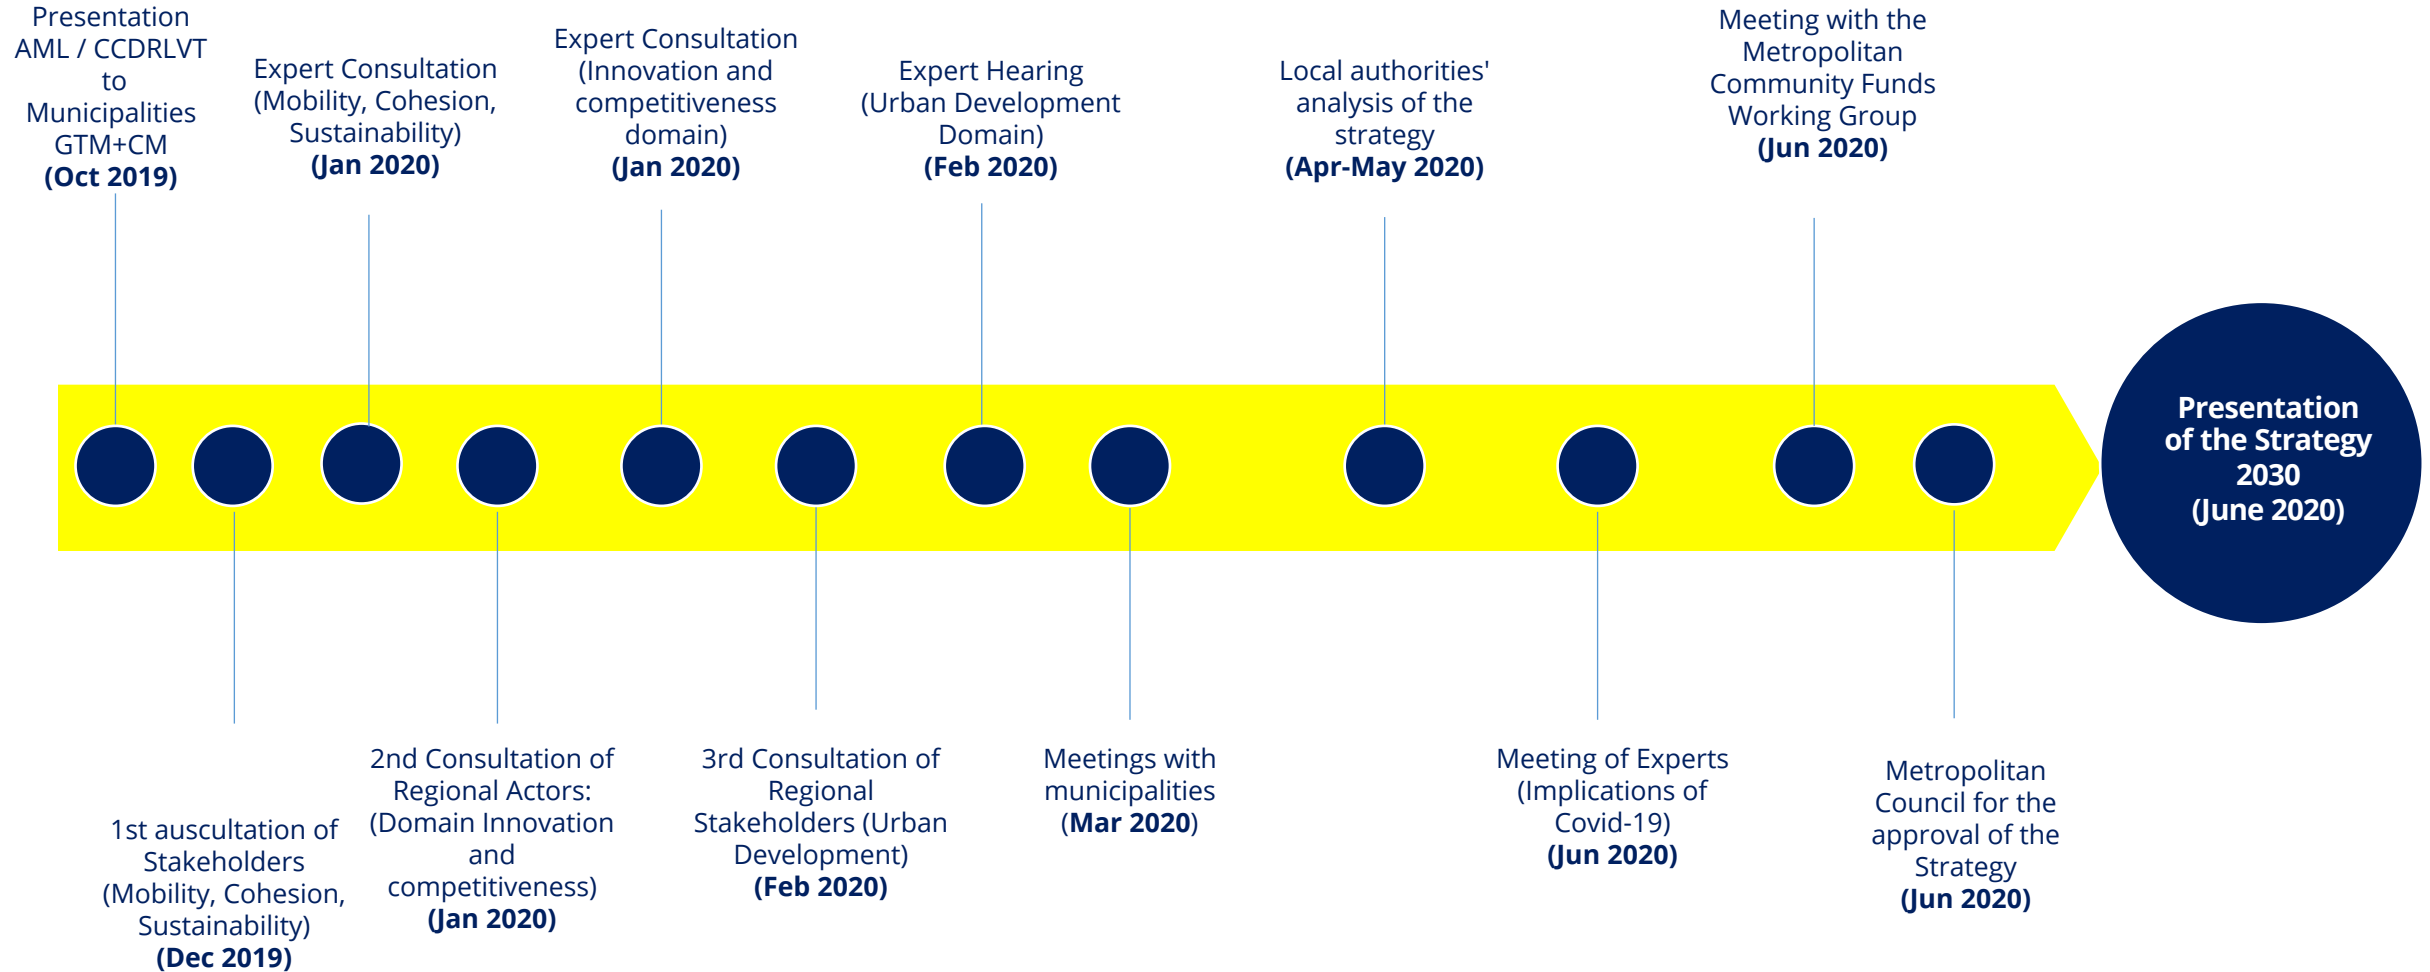 Presentation
AML / CCDRLVT
to
Municipalities
GTM+CM
(Oct 2019)
Expert Consultation
(Mobility, Cohesion,
Sustainability)
(Jan 2020)
Expert Consultation
(Innovation and
competitiveness
domain)
(Jan 2020)
Expert Hearing
(Urban Development
Domain)
(Feb 2020)
Local authorities'
analysis of the
strategy
(Apr-May 2020)
Meeting with the
Metropolitan
Community Funds
Working Group
(Jun 2020)
Presentation
of the Strategy
2030
(June 2020)
1st auscultation of
Stakeholders
(Mobility, Cohesion,
Sustainability)
(Dec 2019)
2nd Consultation of
Regional Actors:
(Domain Innovation
and
competitiveness)
(Jan 2020)
3rd Consultation of
Regional
Stakeholders (Urban
Development)
(Feb 2020)
Meetings with
municipalities
(Mar 2020)
Meeting of Experts
(Implications of
Covid-19)
(Jun 2020)
Metropolitan
Council for the
approval of the
Strategy
(Jun 2020)